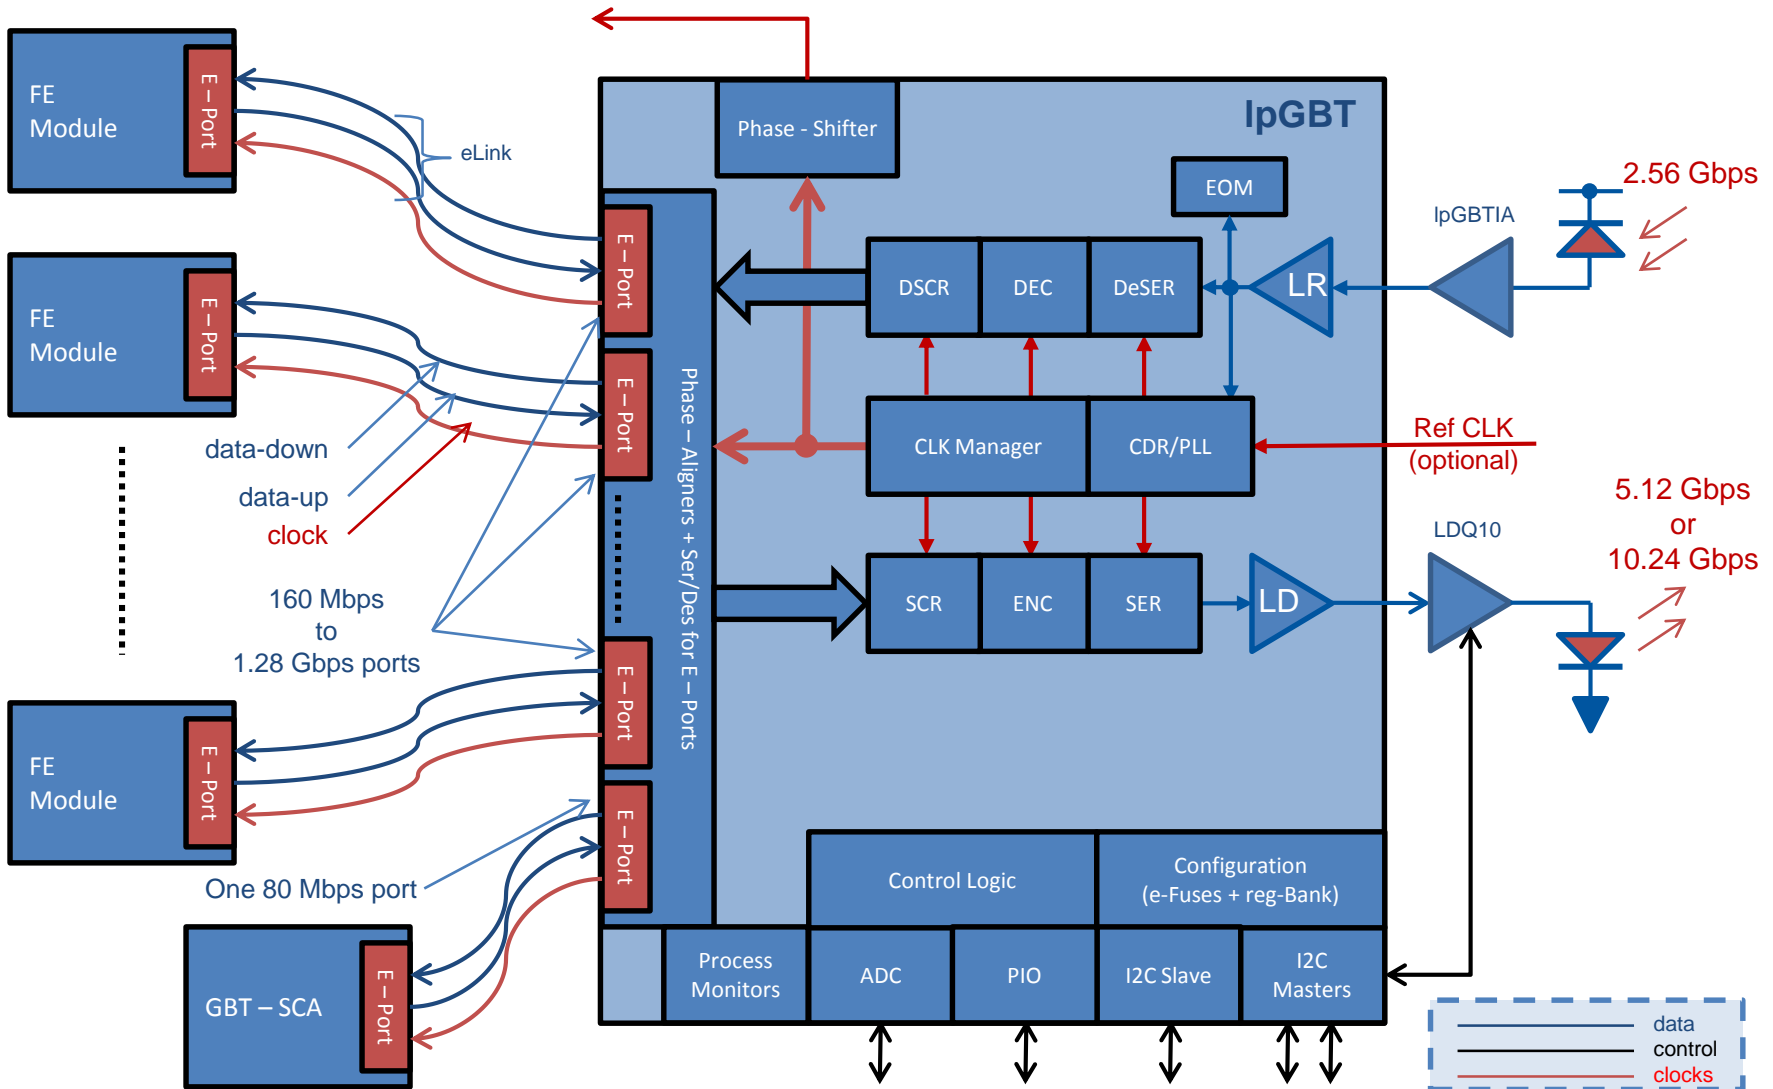 FE
Module
E – Port
eLink
FE
Module
E – Port
data-down
data-up
clock
160 Mbps
to
1.28 Gbps ports
FE
Module
E – Port
One 80 Mbps port
GBT – SCA
E – Port
E – Port
E – Port
E – Port
E – Port
Phase – Aligners + Ser/Des for E – Ports
Phase - Shifter
lpGBT
EOM
DSCR
DEC
DeSER
LR
lpGBTIA
2.56 Gbps
CLK Manager
CDR/PLL
Ref CLK
(optional)
5.12 Gbps
or
10.24 Gbps
SCR
ENC
SER
LD
LDQ10
Control Logic
Configuration
(e-Fuses + reg-Bank)
Process
Monitors
ADC
PIO
I2C Slave
I2C
Masters
data
control
clocks